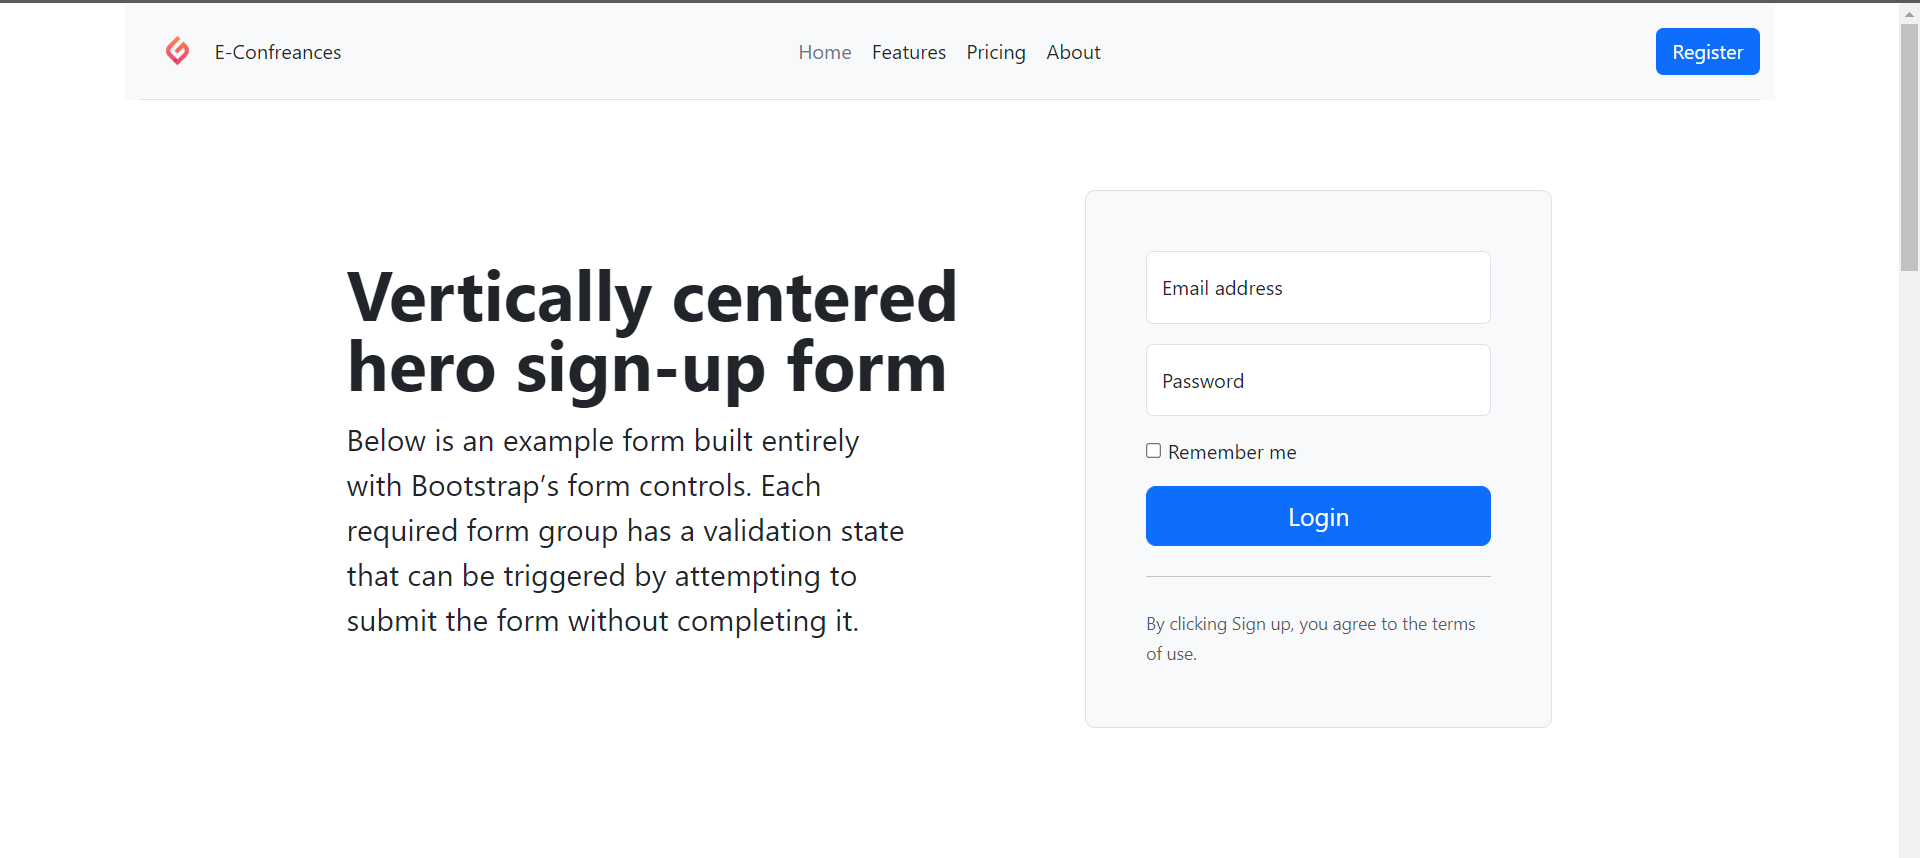 E-Confreances
Home Features Pricing About
Register
Vertically centered
hero sign-up form
Below is an example form built entirely
with Bootstrap’s form controls. Each
required form group has a validation state
that can be triggered by attempting to
submit the form without completing it.
Email address
Password
Remember me
Login
By clicking Sign up, you agree to the terms
of use.